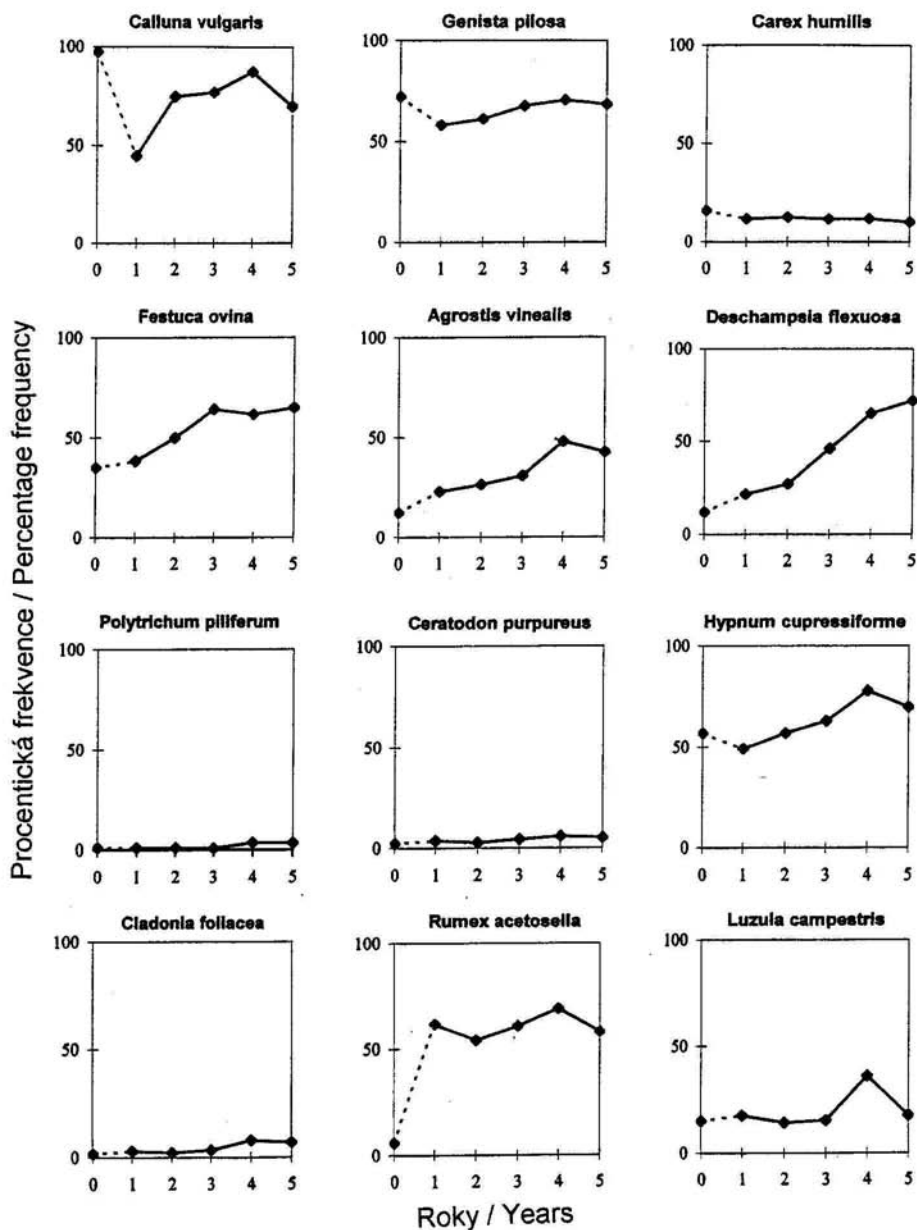 Calluna vulgaris
Genista pilosa
Carex humilis
100
50
0
0 1 2 3 4 5
100
50
0
0 1 2 3 4 5
100
50
0
0 1 2 3 4 5
Festuca ovina
Agrostis vinealis
Deschampsia flexuosa
100
50
0
0 1 2 3 4 5
100
50
0
0 1 2 3 4 5
100
50
0
0 1 2 3 4 5
Procentická frekvence / Percentage frequency
Polytrichum piliferum
Ceratodon purpureus
Hypnum cupressiforme
100
50
0
0 1 2 3 4 5
100
50
0
0 1 2 3 4 5
100
50
0
0 1 2 3 4 5
Cladonia foliacea
Rumex acetosella
Luzula campestris
100
50
0
0 1 2 3 4 5
100
50
0
0 1 2 3 4 5
100
50
0
0 1 2 3 4 5
Roky / Years